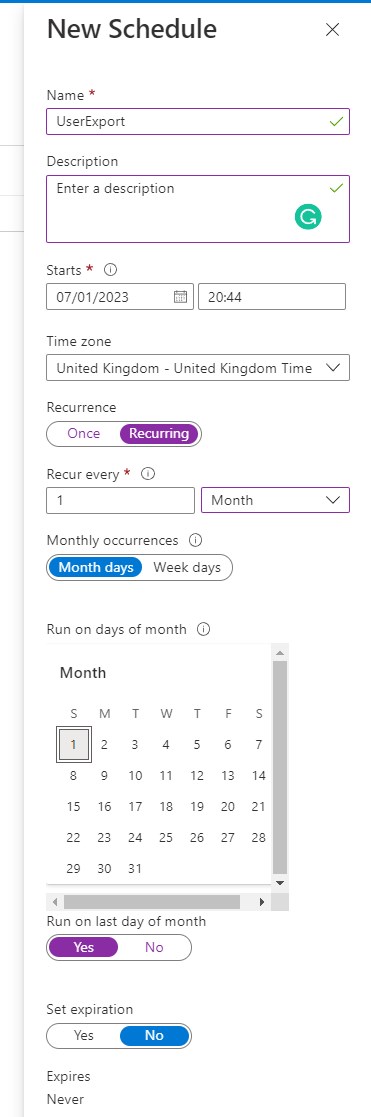 New Schedule
Name *
UserExport
Description
Enter a description
Starts *
07/01/2023 20:44
Time zone
United Kingdom - United Kingdom Time
Recurrence
Once Recurring
Recur every *
1 Month
Monthly occurrences
Month days Week days
Run on days of month
Month
S M T W T F S
1 2 3 4 5 6 7
8 9 10 11 12 13 14
15 16 17 18 19 20 21
22 23 24 25 26 27 28
29 30 31
Run on last day of month
Yes No
Set expiration
Yes No
Expires
Never